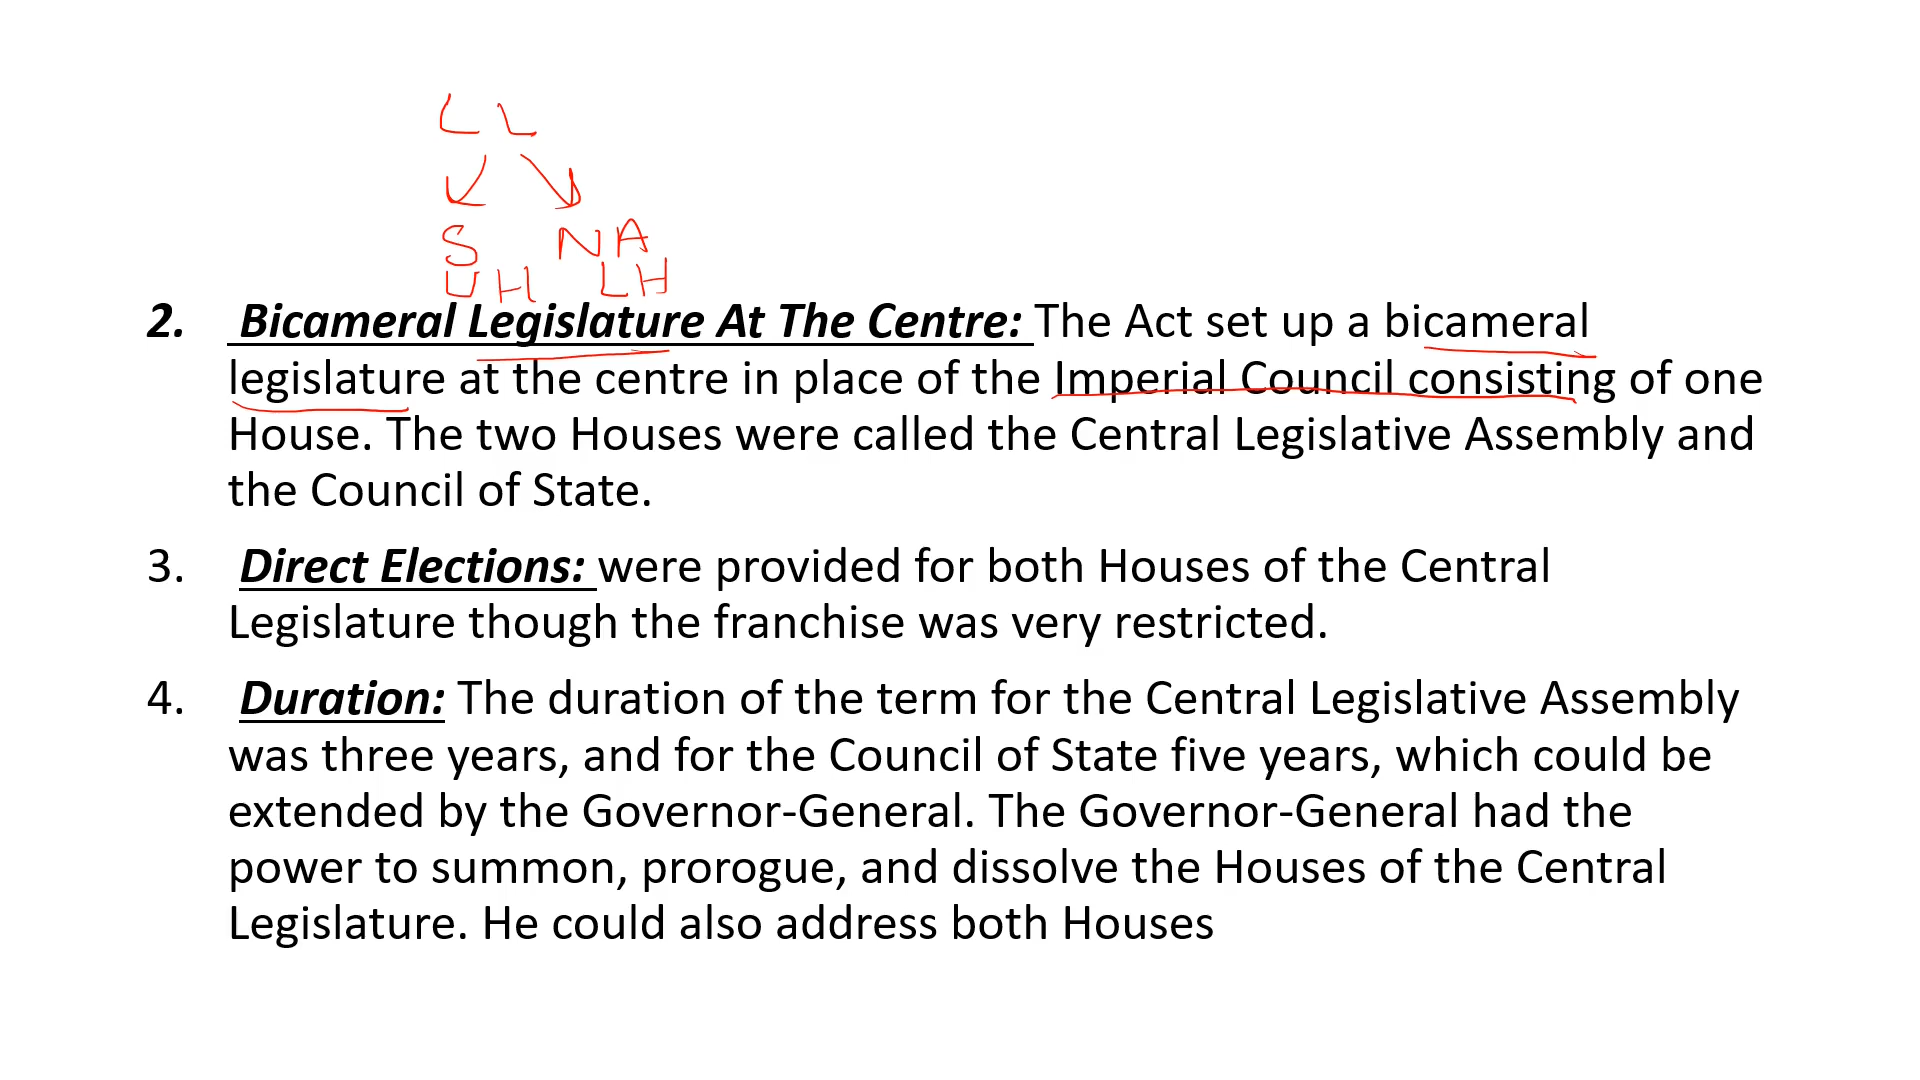 CL
S NA
UH LH
2. Bicameral Legislature At The Centre: The Act set up a bicameral
legislature at the centre in place of the Imperial Council consisting of one
House. The two Houses were called the Central Legislative Assembly and
the Council of State.
3. Direct Elections: were provided for both Houses of the Central
Legislature though the franchise was very restricted.
4. Duration: The duration of the term for the Central Legislative Assembly
was three years, and for the Council of State five years, which could be
extended by the Governor-General. The Governor-General had the
power to summon, prorogue, and dissolve the Houses of the Central
Legislature. He could also address both Houses